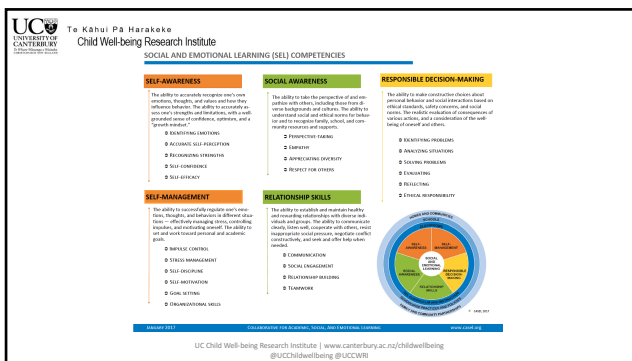 UC
UNIVERSITY OF
CANTERBURY
Te Kāhui Pā Harakeke
Child Well-being Research Institute
SOCIAL AND EMOTIONAL LEARNING (SEL) COMPETENCIES
SELF-AWARENESS
The ability to accurately recognize one's own
emotions, thoughts, and values and how they
influence behavior. The ability to accurately as-
sess one's strengths and limitations, with a well-
grounded sense of confidence, optimism, and a
"growth mindset."
IDENTIFYING EMOTIONS
ACCURATE SELF-PERCEPTION
RECOGNIZING STRENGTHS
SELF-CONFIDENCE
SELF-EFFICACY
SOCIAL AWARENESS
The ability to take the perspective of and em-
pathize with others, including those from di-
verse backgrounds and cultures. The ability to
understand social and ethical norms for behav-
ior and to recognize family, school, and com-
munity resources and supports.
PERSPECTIVE-TAKING
EMPATHY
APPRECIATING DIVERSITY
RESPECT FOR OTHERS
RESPONSIBLE DECISION-MAKING
The ability to make constructive choices about
personal behavior and social interactions based on
ethical standards, safety concerns, and social
norms. The realistic evaluation of consequences of
various actions, and a consideration of the well-
being of oneself and others.
IDENTIFYING PROBLEMS
ANALYZING SITUATIONS
SOLVING PROBLEMS
EVALUATING
REFLECTING
ETHICAL RESPONSIBILITY
SELF-MANAGEMENT
The ability to successfully regulate one's emo-
tions, thoughts, and behaviors in different situa-
tions — effectively managing stress, controlling
impulses, and motivating oneself. The ability to
set and work toward personal and academic
goals.
IMPULSE CONTROL
STRESS MANAGEMENT
SELF-DISCIPLINE
SELF-MOTIVATION
GOAL SETTING
ORGANIZATIONAL SKILLS
RELATIONSHIP SKILLS
The ability to establish and maintain healthy
and rewarding relationships with diverse indi-
viduals and groups. The ability to communicate
clearly, listen well, cooperate with others, resist
inappropriate social pressure, negotiate conflict
constructively, and seek and offer help when
needed.
COMMUNICATION
SOCIAL ENGAGEMENT
RELATIONSHIP BUILDING
TEAMWORK
HOMES AND COMMUNITIES
SCHOOLS
SELF-
AWARENESS
SELF-
MANAGEMENT
SOCIAL
AND
EMOTIONAL
LEARNING
SOCIAL
AWARENESS
RESPONSIBLE
DECISION-
MAKING
RELATIONSHIP
SKILLS
© CASEL 2017
JANUARY 2017
COLLABORATIVE FOR ACADEMIC, SOCIAL, AND EMOTIONAL LEARNING
www.casel.org
UC Child Well-being Research Institute | www.canterbury.ac.nz/childwellbeing
@UCChildwellbeing @UCCWRI